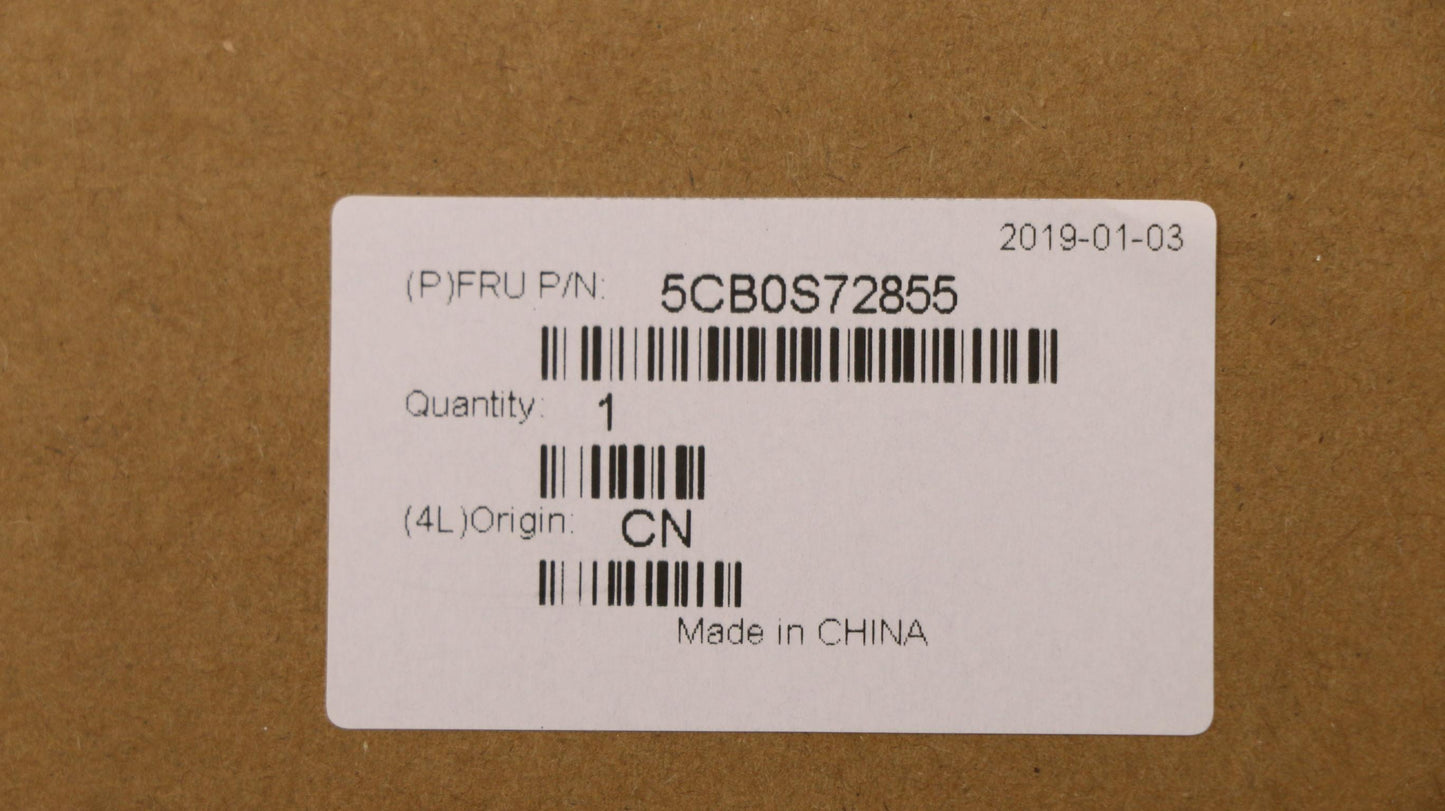 2019-01-03
(P)FRU P/N: 5CB0S72855
Quantity: 1
(4L)Origin: CN
Made in CHINA